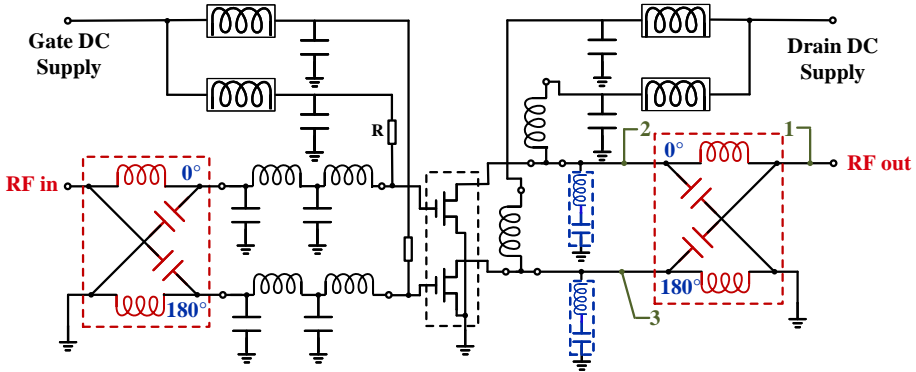 Gate DC
Supply
Drain DC
Supply
R
2
1
RF in
0°
0°
RF out
180°
180°
3